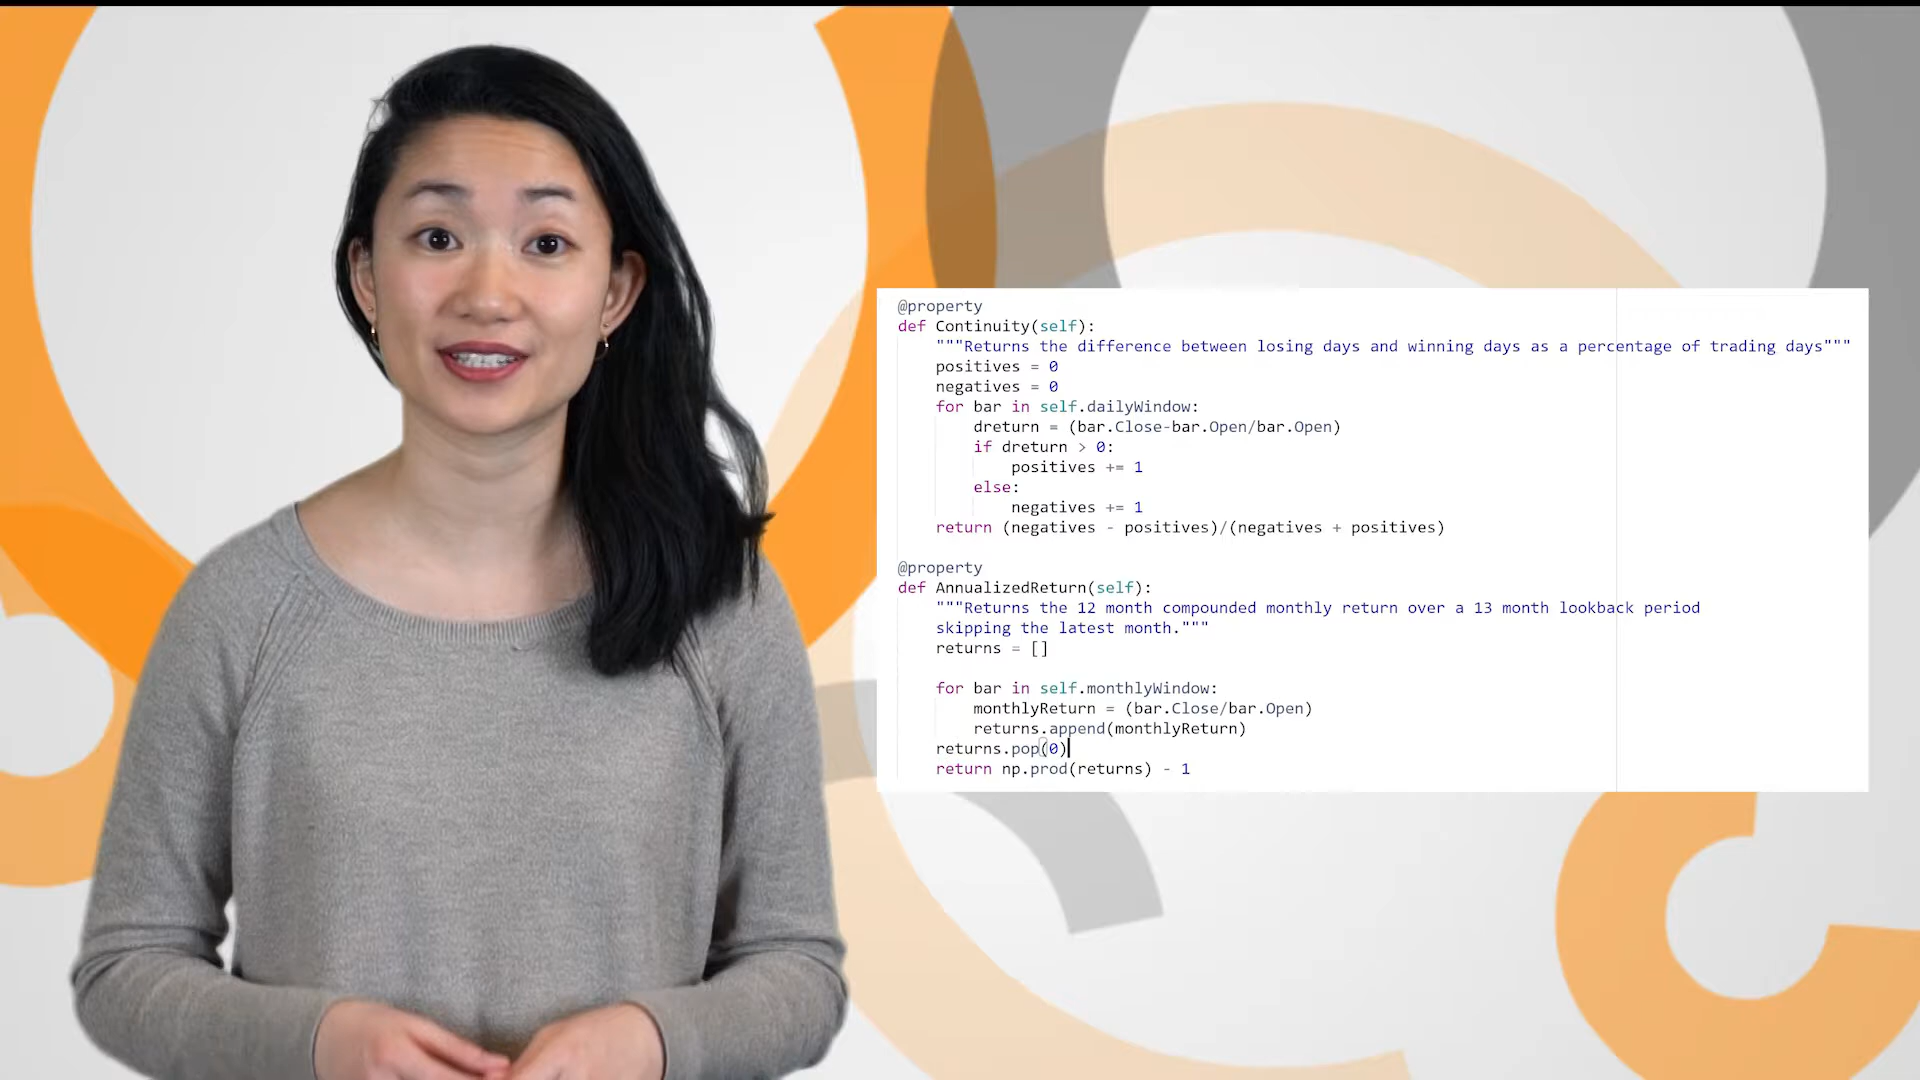 @property
def Continuity(self):
"""Returns the difference between losing days and winning days as a percentage of trading days"""
positives = 0
negatives = 0
for bar in self.dailyWindow:
dreturn = (bar.Close-bar.Open/bar.Open)
if dreturn > 0:
positives += 1
else:
negatives += 1
return (negatives - positives)/(negatives + positives)
@property
def AnnualizedReturn(self):
"""Returns the 12 month compounded monthly return over a 13 month lookback period
skipping the latest month."""
returns = []
for bar in self.monthlyWindow:
monthlyReturn = (bar.Close/bar.Open)
returns.append(monthlyReturn)
returns.pop(0)
return np.prod(returns) - 1